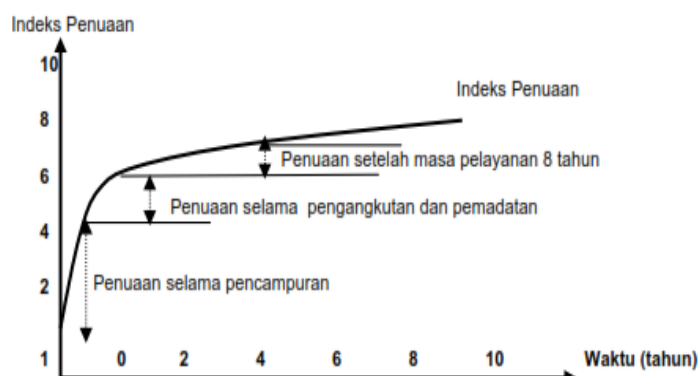 Indeks Penuaan
10
Indeks Penuaan
8
Penuaan setelah masa pelayanan 8 tahun
6
Penuaan selama pengangkutan dan pemadatan
4
Penuaan selama pencampuran
2
1 0 2 4 6 8 10 Waktu (tahun)